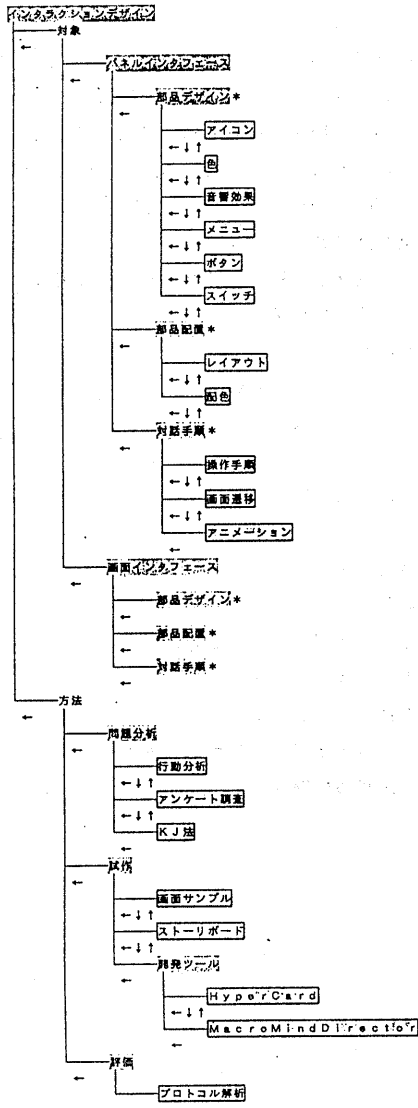 インタラクションデザイン
対象
←
パネルインタフェース
←
部品デザイン*
←
アイコン
←↓↑
色
←↓↑
音響効果
←↓↑
メニュー
←↓↑
ボタン
←↓↑
スイッチ
←↓↑
部品配置*
←
レイアウト
←↓↑
配色
←↓↑
対話手順*
←
操作手順
←↓↑
画面遷移
←↓↑
アニメーション
←
画面インタフェース
←
部品デザイン*
←
部品配置*
←
対話手順*
←
方法
←
問題分析
←
行動分析
←↓↑
アンケート調査
←↓↑
KJ法
←
試作
←
画面サンプル
←↓↑
ストーリボード
←↓↑
開発ツール
←
HyperCard
←↓↑
MacroMindDirector
←
評価
←
プロトコル解析